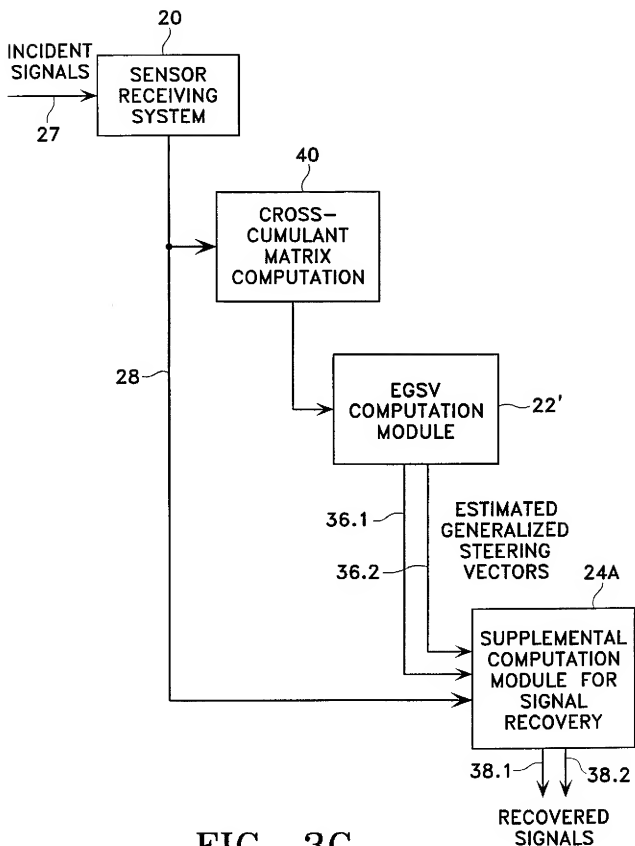 20
INCIDENT
SIGNALS
27
SENSOR
RECEIVING
SYSTEM
40
CROSS-
CUMULANT
MATRIX
COMPUTATION
28
EGSV
COMPUTATION
MODULE
22'
36.1
36.2
ESTIMATED
GENERALIZED
STEERING
VECTORS
24A
SUPPLEMENTAL
COMPUTATION
MODULE FOR
SIGNAL
RECOVERY
38.1
38.2
RECOVERED
SIGNALS
FIG. 3C